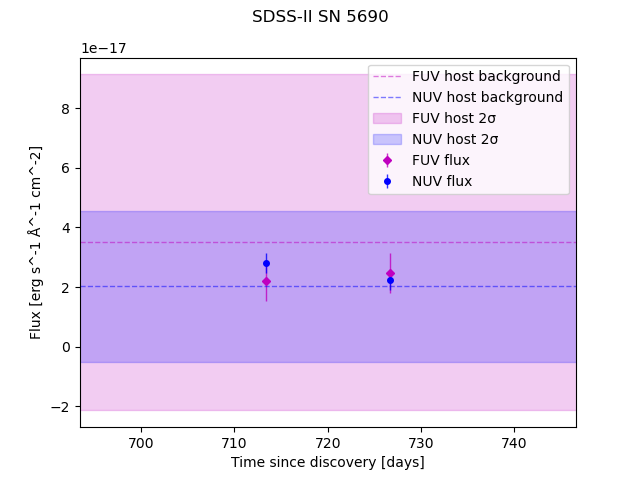 SDSS-II SN 5690
1e−17
FUV host background
NUV host background
FUV host 2σ
NUV host 2σ
FUV flux
NUV flux
8
6
4
2
0
−2
Flux [erg s^-1 Å^-1 cm^-2]
700
710
720
730
740
Time since discovery [days]